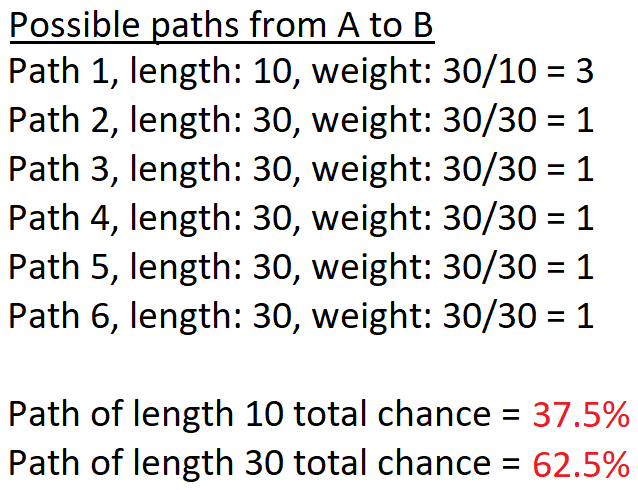 Possible paths from A to B
Path 1, length: 10, weight: 30/10 = 3
Path 2, length: 30, weight: 30/30 = 1
Path 3, length: 30, weight: 30/30 = 1
Path 4, length: 30, weight: 30/30 = 1
Path 5, length: 30, weight: 30/30 = 1
Path 6, length: 30, weight: 30/30 = 1
Path of length 10 total chance = 37.5%
Path of length 30 total chance = 62.5%